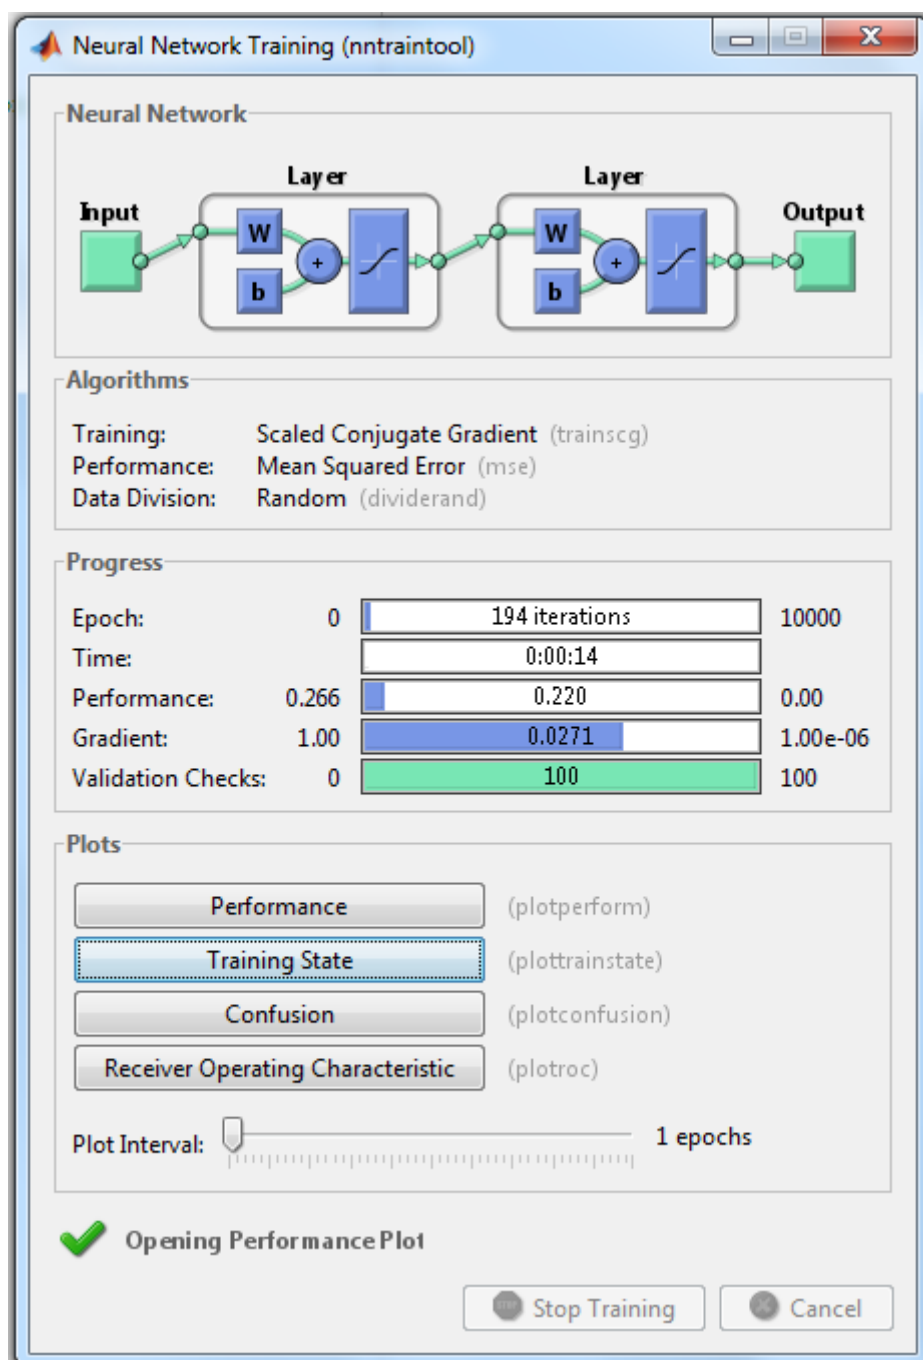 Neural Network Training (nntraintool)
Neural Network
Layer Layer
Input Output
W W
+ +
b b
Algorithms
Training: Scaled Conjugate Gradient (trainscg)
Performance: Mean Squared Error (mse)
Data Division: Random (dividerand)
Progress
Epoch: 0 194 iterations 10000
Time: 0:00:14
Performance: 0.266 0.220 0.00
Gradient: 1.00 0.0271 1.00e-06
Validation Checks: 0 100 100
Plots
Performance (plotperform)
Training State (plottrainstate)
Confusion (plotconfusion)
Receiver Operating Characteristic (plotroc)
Plot Interval: 1 epochs
Opening Performance Plot
STOP Stop Training Cancel